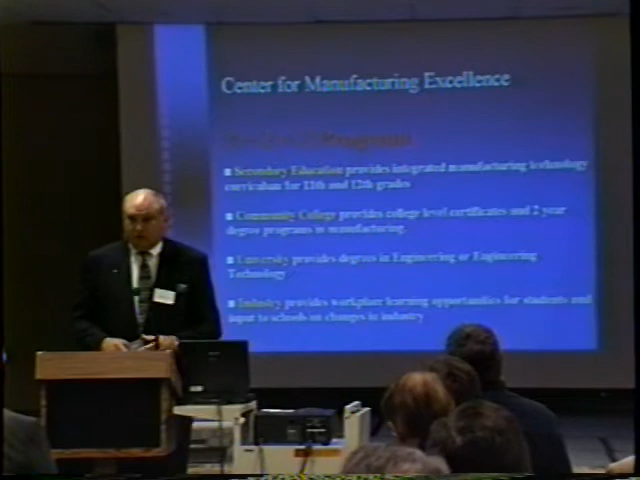 Center for Manufacturing Excellence
Programs
Secondary Education provides integrated manufacturing technology
curriculum for 11th and 12th grades
Community College provides college level certificates and 2 year
degree programs in manufacturing.
University provides degrees in Engineering or Engineering
Technology
Industry provides workplace learning opportunities for students and
input to schools on changes in industry